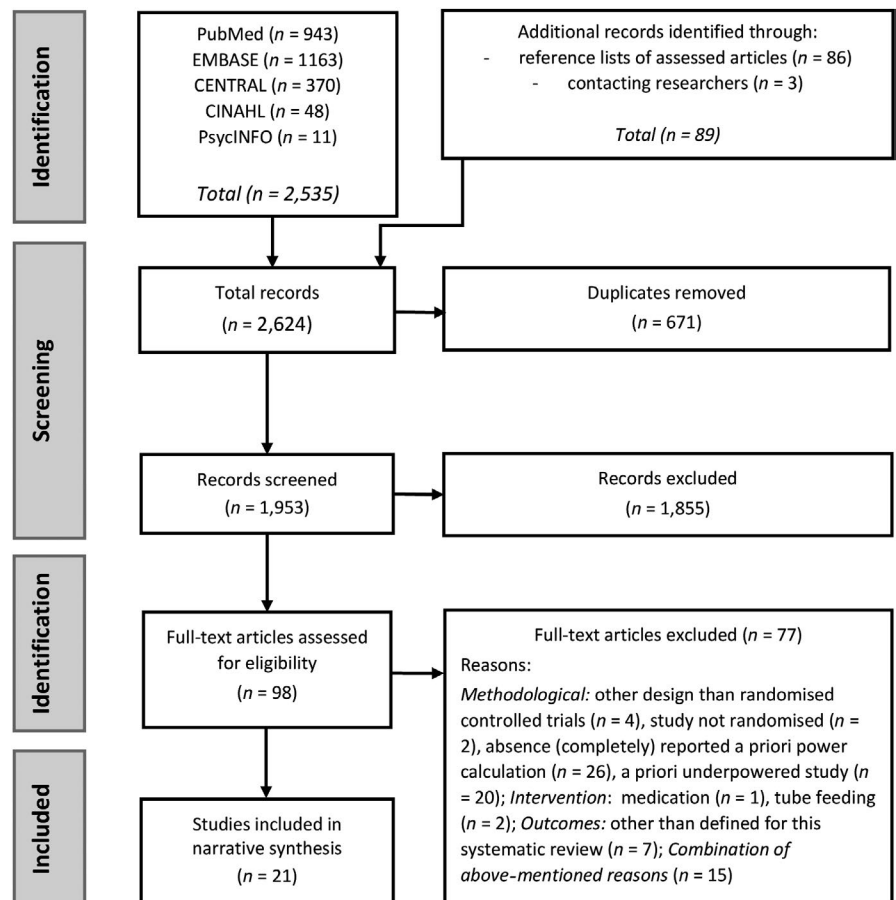 Identification
PubMed (n = 943)
EMBASE (n = 1163)
CENTRAL (n = 370)
CINAHL (n = 48)
PsycINFO (n = 11)
Total (n = 2,535)
Additional records identified through:
- reference lists of assessed articles (n = 86)
- contacting researchers (n = 3)
Total (n = 89)
Screening
Total records
(n = 2,624)
Duplicates removed
(n = 671)
Records screened
(n = 1,953)
Records excluded
(n = 1,855)
Identification
Full-text articles assessed
for eligibility
(n = 98)
Full-text articles excluded (n = 77)
Reasons:
Methodological: other design than randomised
controlled trials (n = 4), study not randomised (n =
2), absence (completely) reported a priori power
calculation (n = 26), a priori underpowered study (n
= 20); Intervention: medication (n = 1), tube feeding
(n = 2); Outcomes: other than defined for this
systematic review (n = 7); Combination of
above-mentioned reasons (n = 15)
Included
Studies included in
narrative synthesis
(n = 21)